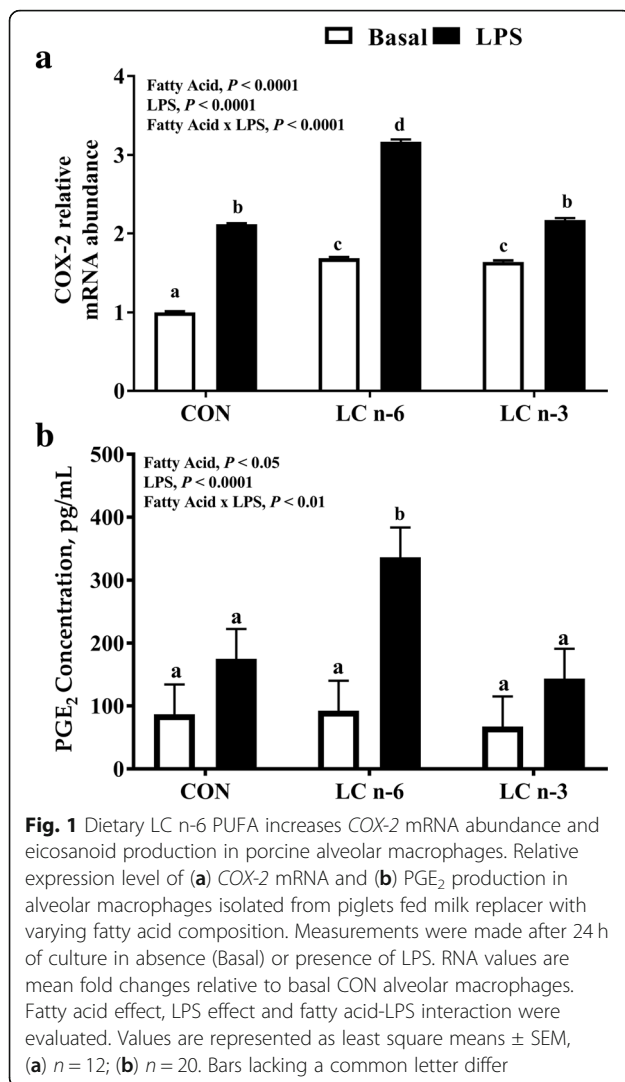 Basal LPS
a
Fatty Acid, P < 0.0001
LPS, P < 0.0001
Fatty Acid x LPS, P < 0.0001
COX-2 relative
mRNA abundance
4
3
2
1
0
a
b
c
d
c
b
CON LC n-6 LC n-3
b
Fatty Acid, P < 0.05
LPS, P < 0.0001
Fatty Acid x LPS, P < 0.01
PGE₂ Concentration, pg/mL
500
400
300
200
100
0
a
a
a
b
a
a
CON LC n-6 LC n-3
Fig. 1 Dietary LC n-6 PUFA increases COX-2 mRNA abundance and
eicosanoid production in porcine alveolar macrophages. Relative
expression level of (a) COX-2 mRNA and (b) PGE₂ production in
alveolar macrophages isolated from piglets fed milk replacer with
varying fatty acid composition. Measurements were made after 24 h
of culture in absence (Basal) or presence of LPS. RNA values are
mean fold changes relative to basal CON alveolar macrophages.
Fatty acid effect, LPS effect and fatty acid-LPS interaction were
evaluated. Values are represented as least square means ± SEM,
(a) n = 12; (b) n = 20. Bars lacking a common letter differ